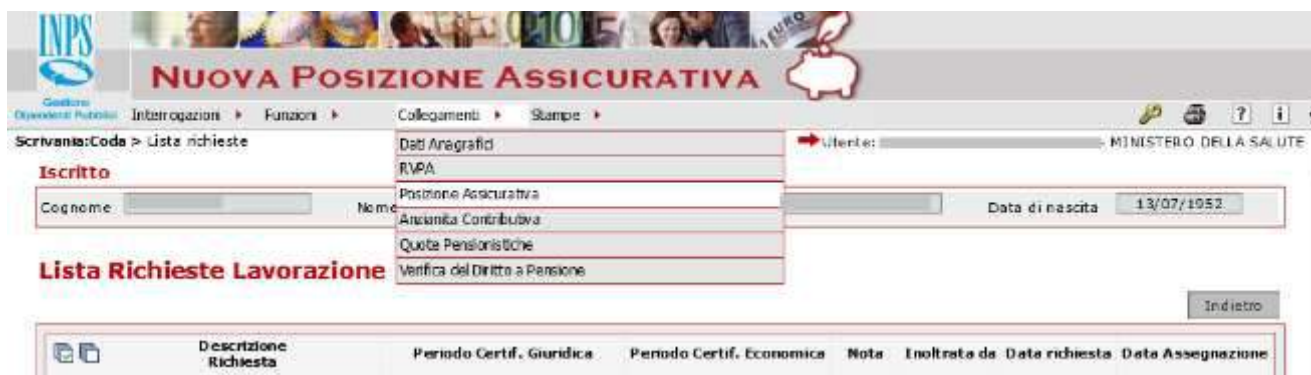 INPS
NUOVA POSIZIONE ASSICURATIVA
Gestione
Dipendenti Pubblici
Interrogazioni Funzioni Collegamenti Stampe
Scrivania:Coda > Lista richieste
Utente: - MINISTERO DELLA SALUTE
Dati Anagrafici
RVPA
Posizione Assicurativa
Anzianita Contributiva
Quote Pensionistiche
Verifica del Diritto a Pensione
Iscritto
Cognome Nome Data di nascita 13/07/1952
Lista Richieste Lavorazione
Indietro
Descrizione Richiesta Periodo Certif. Giuridica Periodo Certif. Economica Nota Inoltrata da Data richiesta Data Assegnazione